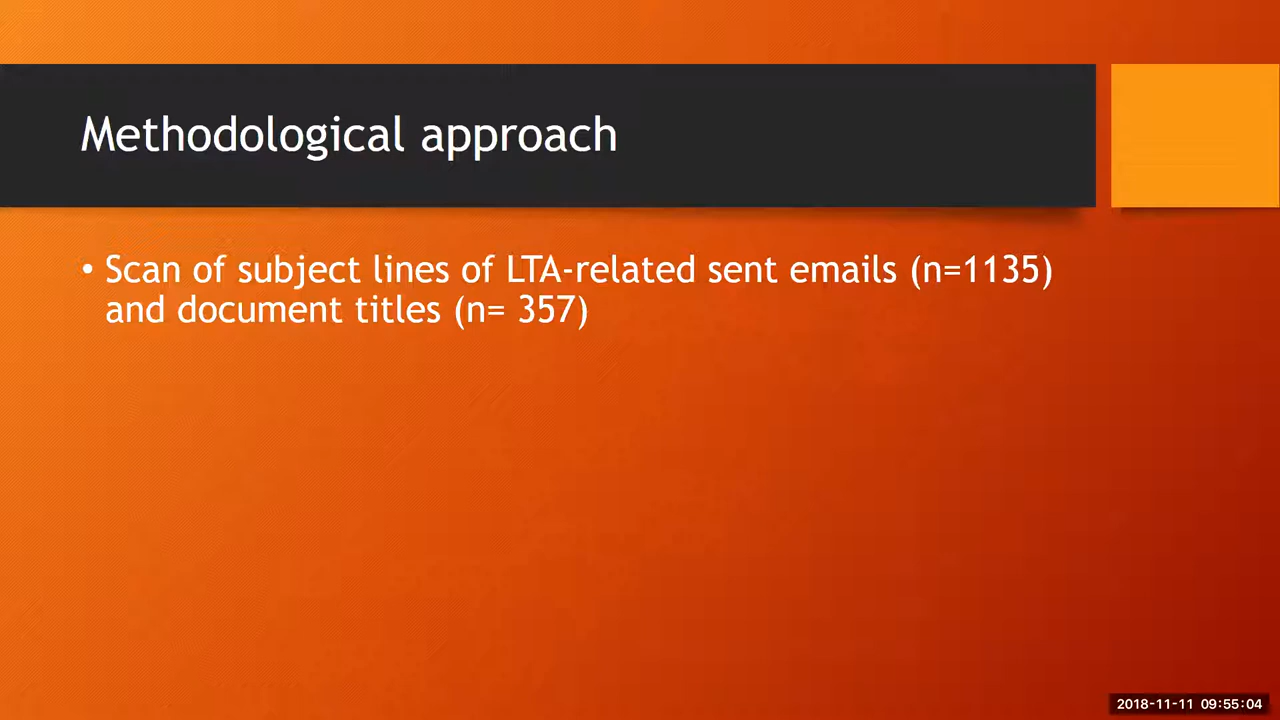 Methodological approach
• Scan of subject lines of LTA-related sent emails (n=1135)
and document titles (n= 357)
2018-11-11 09:55:04